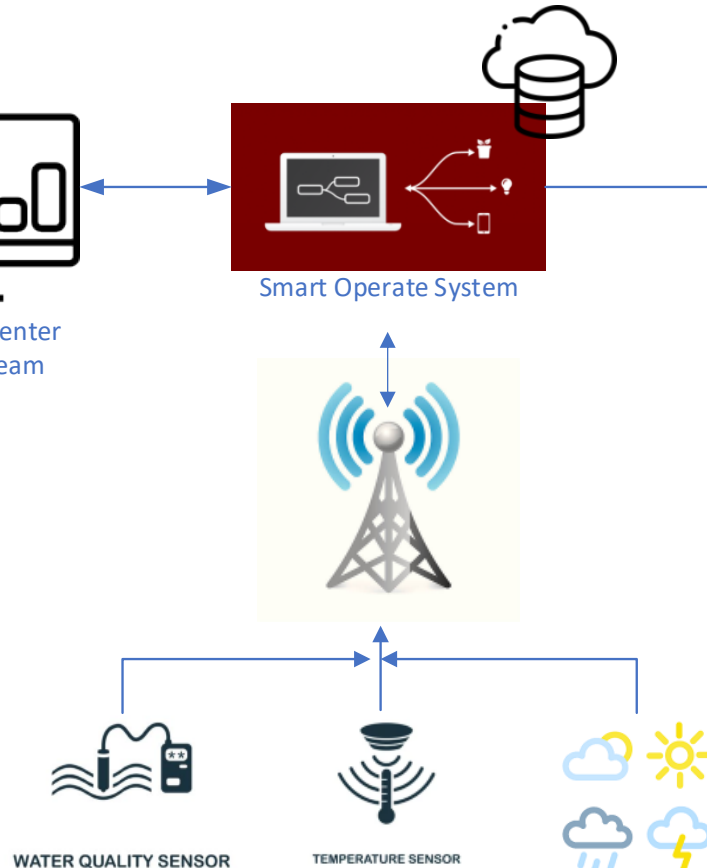 Smart Operate System
enter
eam
WATER QUALITY SENSOR
TEMPERATURE SENSOR